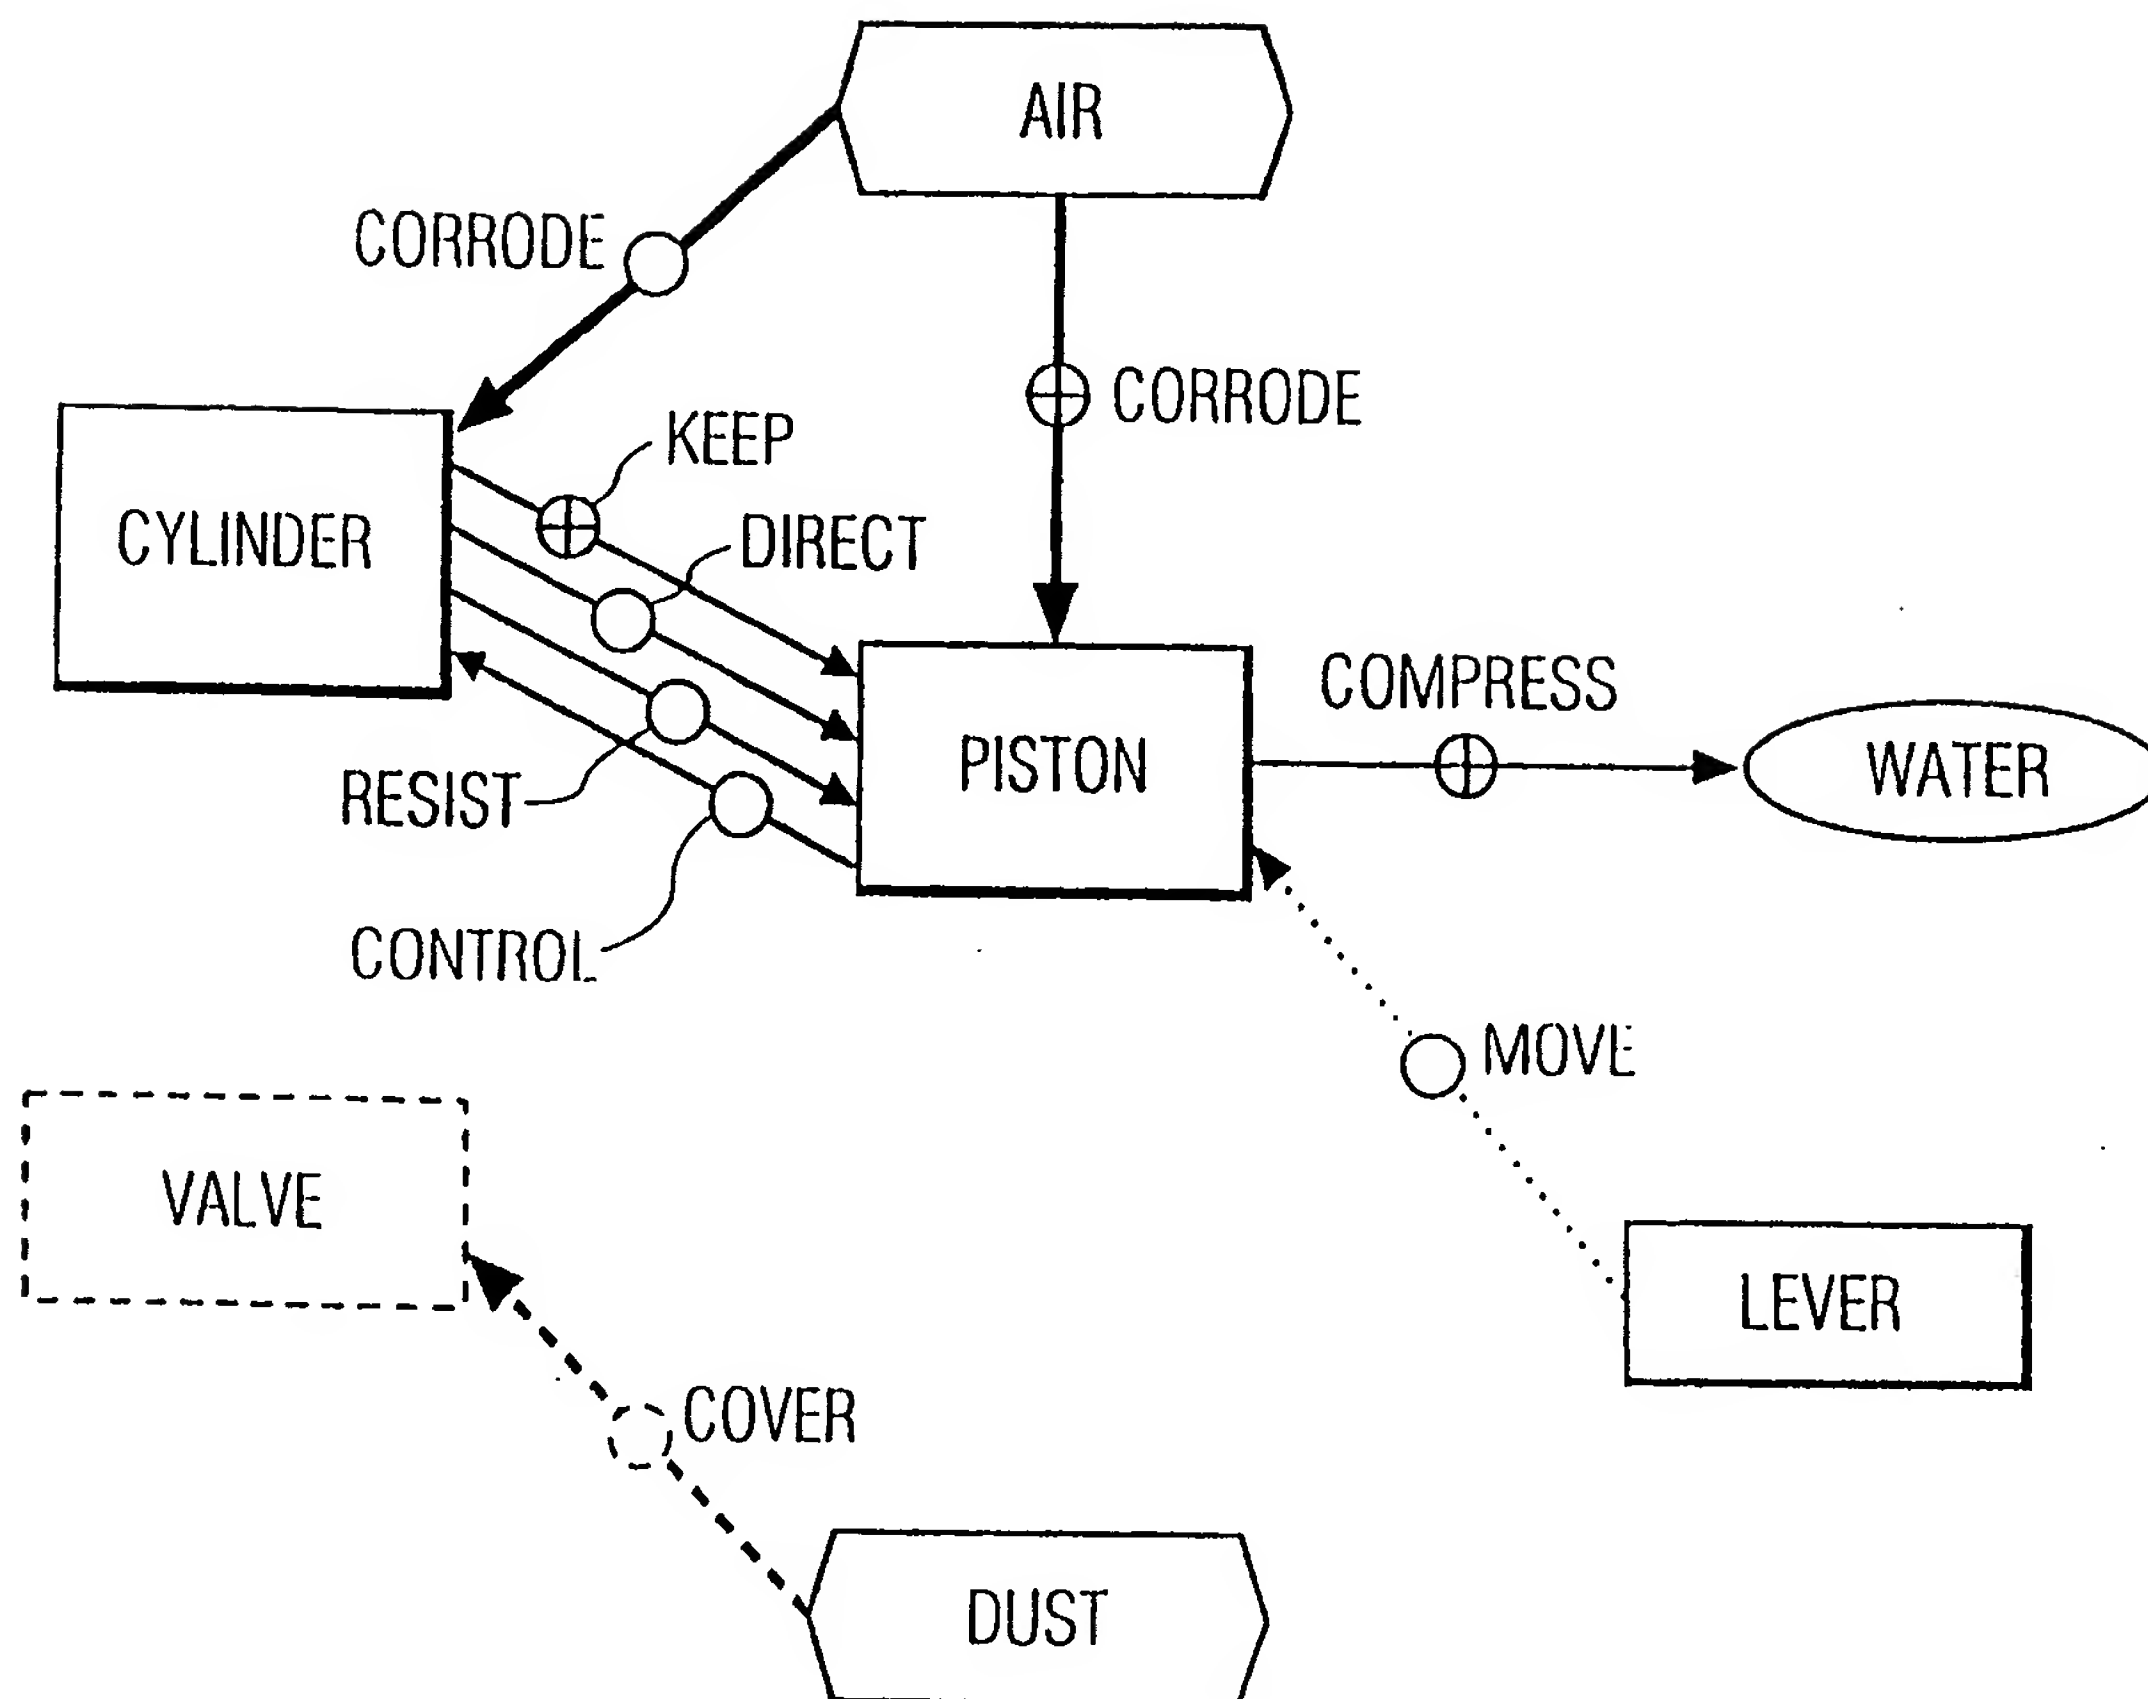 AIR
CORRODE
CORRODE
KEEP
CYLINDER
DIRECT
COMPRESS
PISTON
WATER
RESIST
CONTROL
MOVE
VALVE
LEVER
COVER
DUST